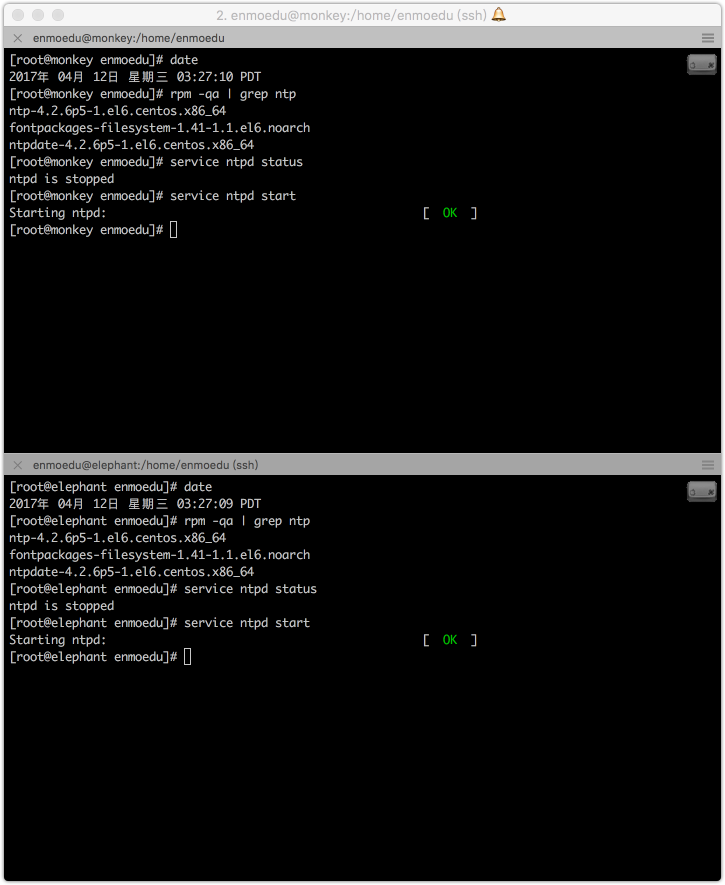 2. enmoedu@monkey:/home/enmoedu (ssh)
enmoedu@monkey:/home/enmoedu
[root@monkey enmoedu]# date
2017年 04月 12日 星期三 03:27:10 PDT
[root@monkey enmoedu]# rpm -qa | grep ntp
ntp-4.2.6p5-1.el6.centos.x86_64
fontpackages-filesystem-1.41-1.1.el6.noarch
ntpdate-4.2.6p5-1.el6.centos.x86_64
[root@monkey enmoedu]# service ntpd status
ntpd is stopped
[root@monkey enmoedu]# service ntpd start
Starting ntpd: [ OK ]
[root@monkey enmoedu]#
enmoedu@elephant:/home/enmoedu (ssh)
[root@elephant enmoedu]# date
2017年 04月 12日 星期三 03:27:09 PDT
[root@elephant enmoedu]# rpm -qa | grep ntp
ntp-4.2.6p5-1.el6.centos.x86_64
fontpackages-filesystem-1.41-1.1.el6.noarch
ntpdate-4.2.6p5-1.el6.centos.x86_64
[root@elephant enmoedu]# service ntpd status
ntpd is stopped
[root@elephant enmoedu]# service ntpd start
Starting ntpd: [ OK ]
[root@elephant enmoedu]#